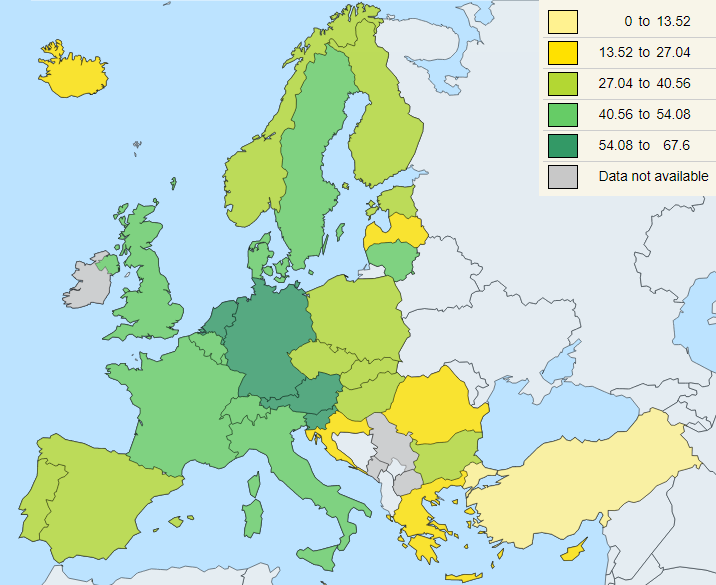 0 to 13.52
13.52 to 27.04
27.04 to 40.56
40.56 to 54.08
54.08 to 67.6
Data not available